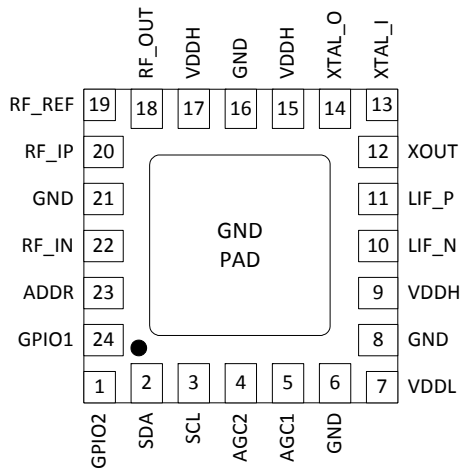 RF_OUT
VDDH
GND
VDDH
XTAL_O
XTAL_I
RF_REF 19 18 17 16 15 14 13
RF_IP 20 12 XOUT
GND 21 11 LIF_P
RF_IN 22 10 LIF_N
ADDR 23 9 VDDH
GPIO1 24 8 GND
GND
PAD
1 2 3 4 5 6 7 VDDL
GPIO2
SDA
SCL
AGC2
AGC1
GND